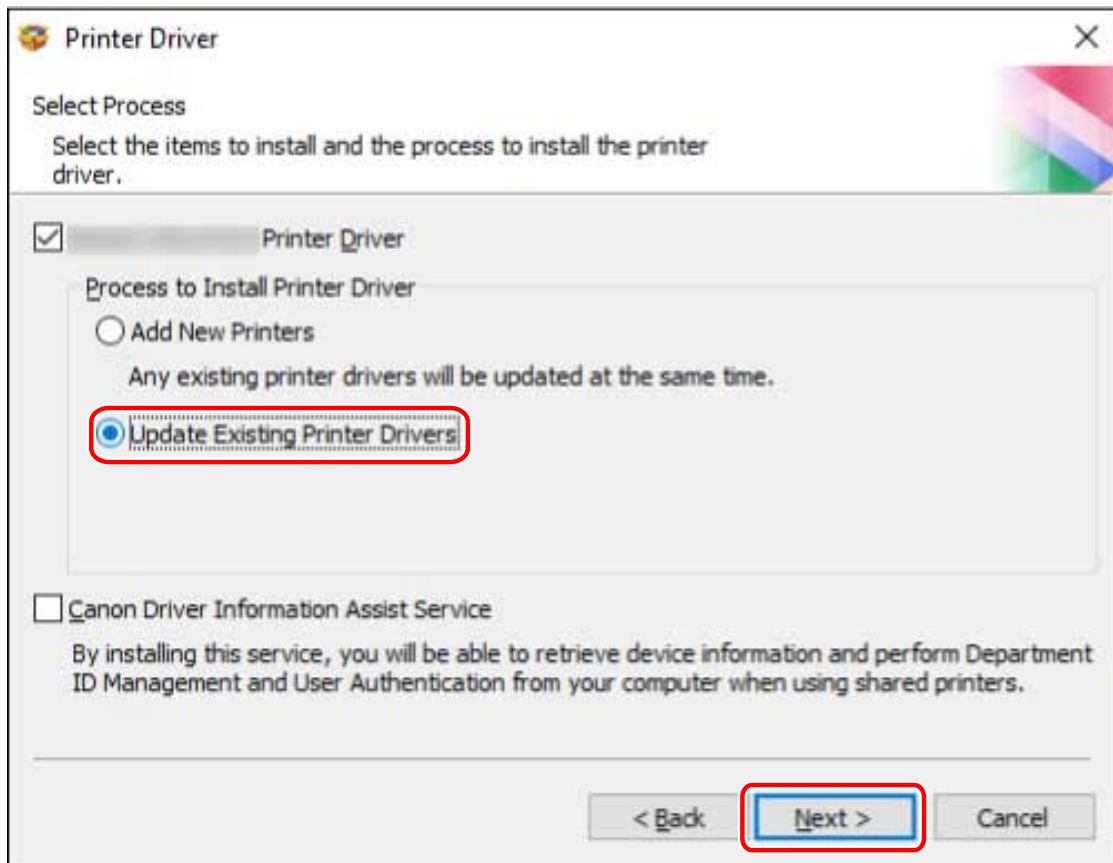 Printer Driver
Select Process
Select the items to install and the process to install the printer
driver.
Printer Driver
Process to Install Printer Driver
Add New Printers
Any existing printer drivers will be updated at the same time.
Update Existing Printer Drivers
Canon Driver Information Assist Service
By installing this service, you will be able to retrieve device information and perform Department
ID Management and User Authentication from your computer when using shared printers.
< Back
Next >
Cancel